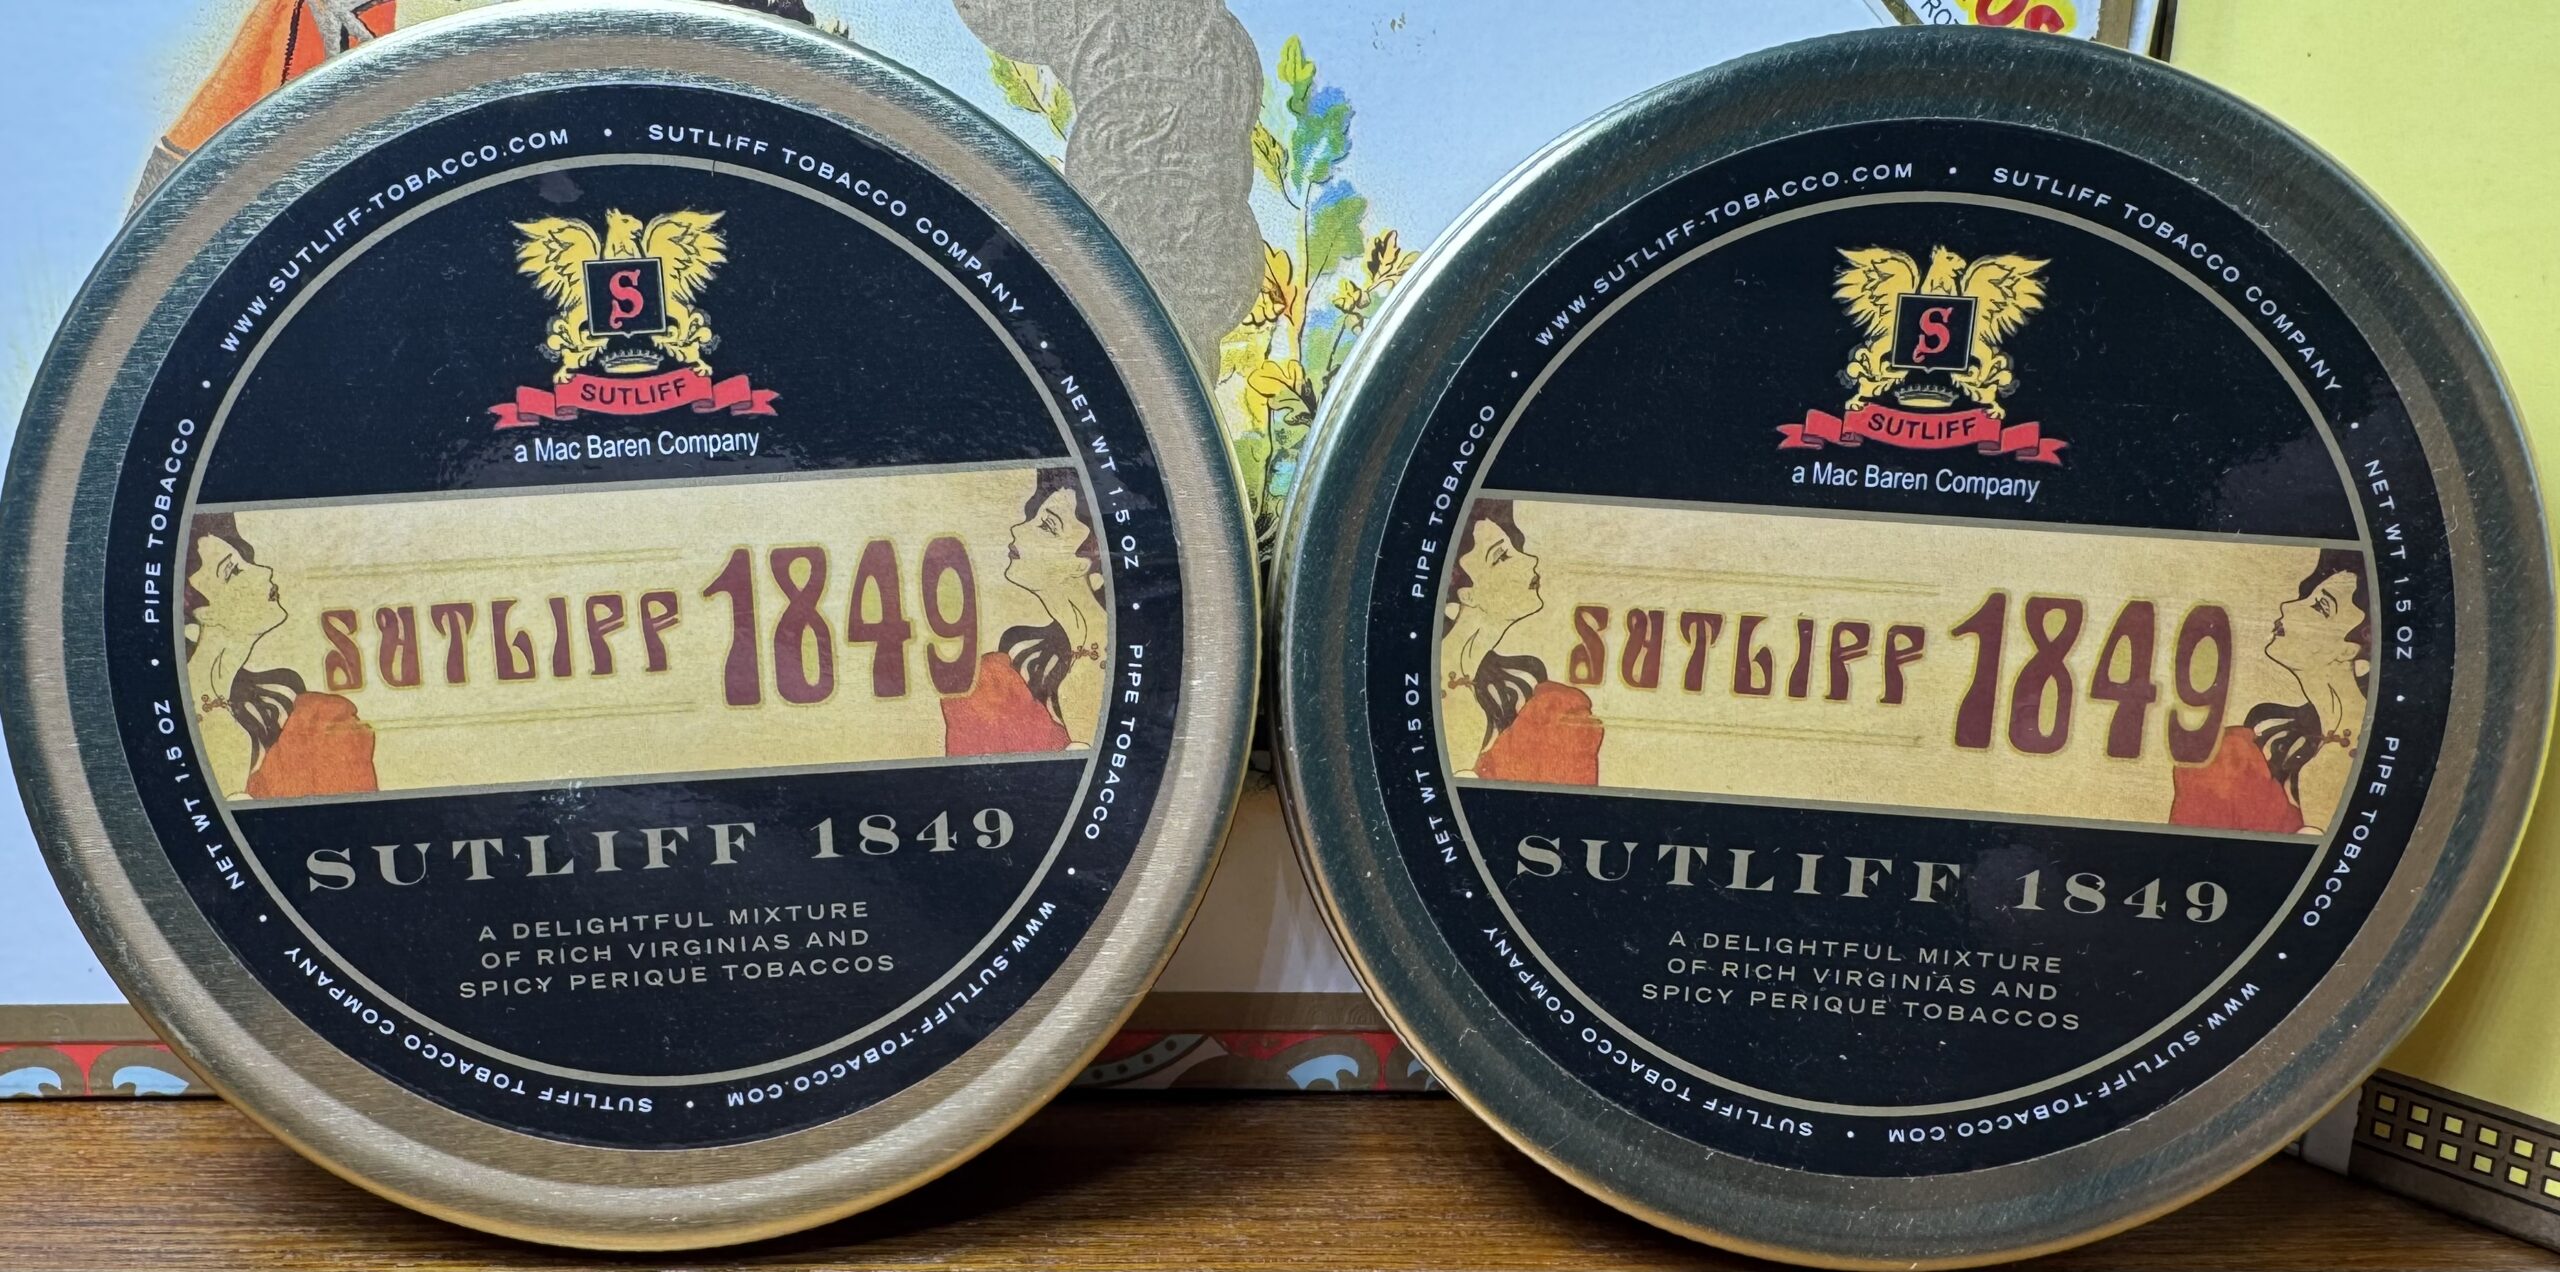 WWW.SUTLIFF-TOBACCO.COM • SUTLIFF TOBACCO COMPANY • NET WT 1.5 OZ • PIPE TOBACCO • WWW.SUTLIFF-TOBACCO.COM • SUTLIFF TOBACCO COMPANY • NET WT 1.5 OZ • PIPE TOBACCO •
S
SUTLIFF
a Mac Baren Company
SUTLIFF 1849
SUTLIFF 1849
A DELIGHTFUL MIXTURE
OF RICH VIRGINIAS AND
SPICY PERIQUE TOBACCOS
WWW.SUTLIFF-TOBACCO.COM • SUTLIFF TOBACCO COMPANY • NET WT 1.5 OZ • PIPE TOBACCO • WWW.SUTLIFF-TOBACCO.COM • SUTLIFF TOBACCO COMPANY • NET WT 1.5 OZ • PIPE TOBACCO •
S
SUTLIFF
a Mac Baren Company
SUTLIFF 1849
SUTLIFF 1849
A DELIGHTFUL MIXTURE
OF RICH VIRGINIAS AND
SPICY PERIQUE TOBACCOS